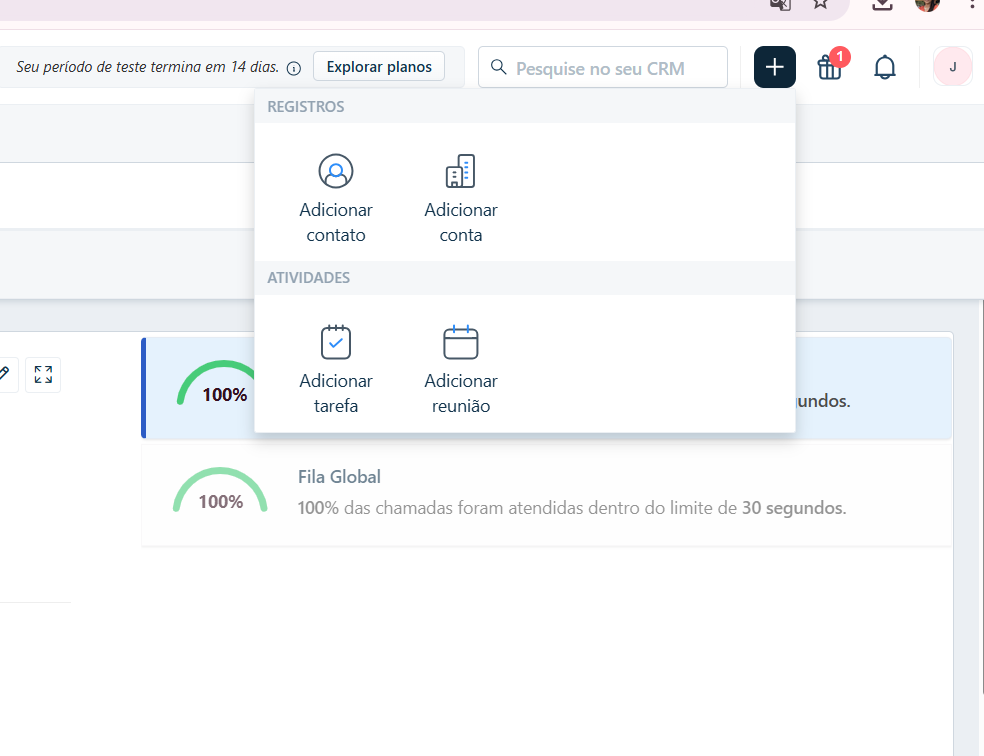 Seu período de teste termina em 14 dias.
Explorar planos
Pesquise no seu CRM
1
J
REGISTROS
Adicionar
contato
Adicionar
conta
ATIVIDADES
Adicionar
tarefa
Adicionar
reunião
100%
100%
Fila Global
100% das chamadas foram atendidas dentro do limite de 30 segundos.